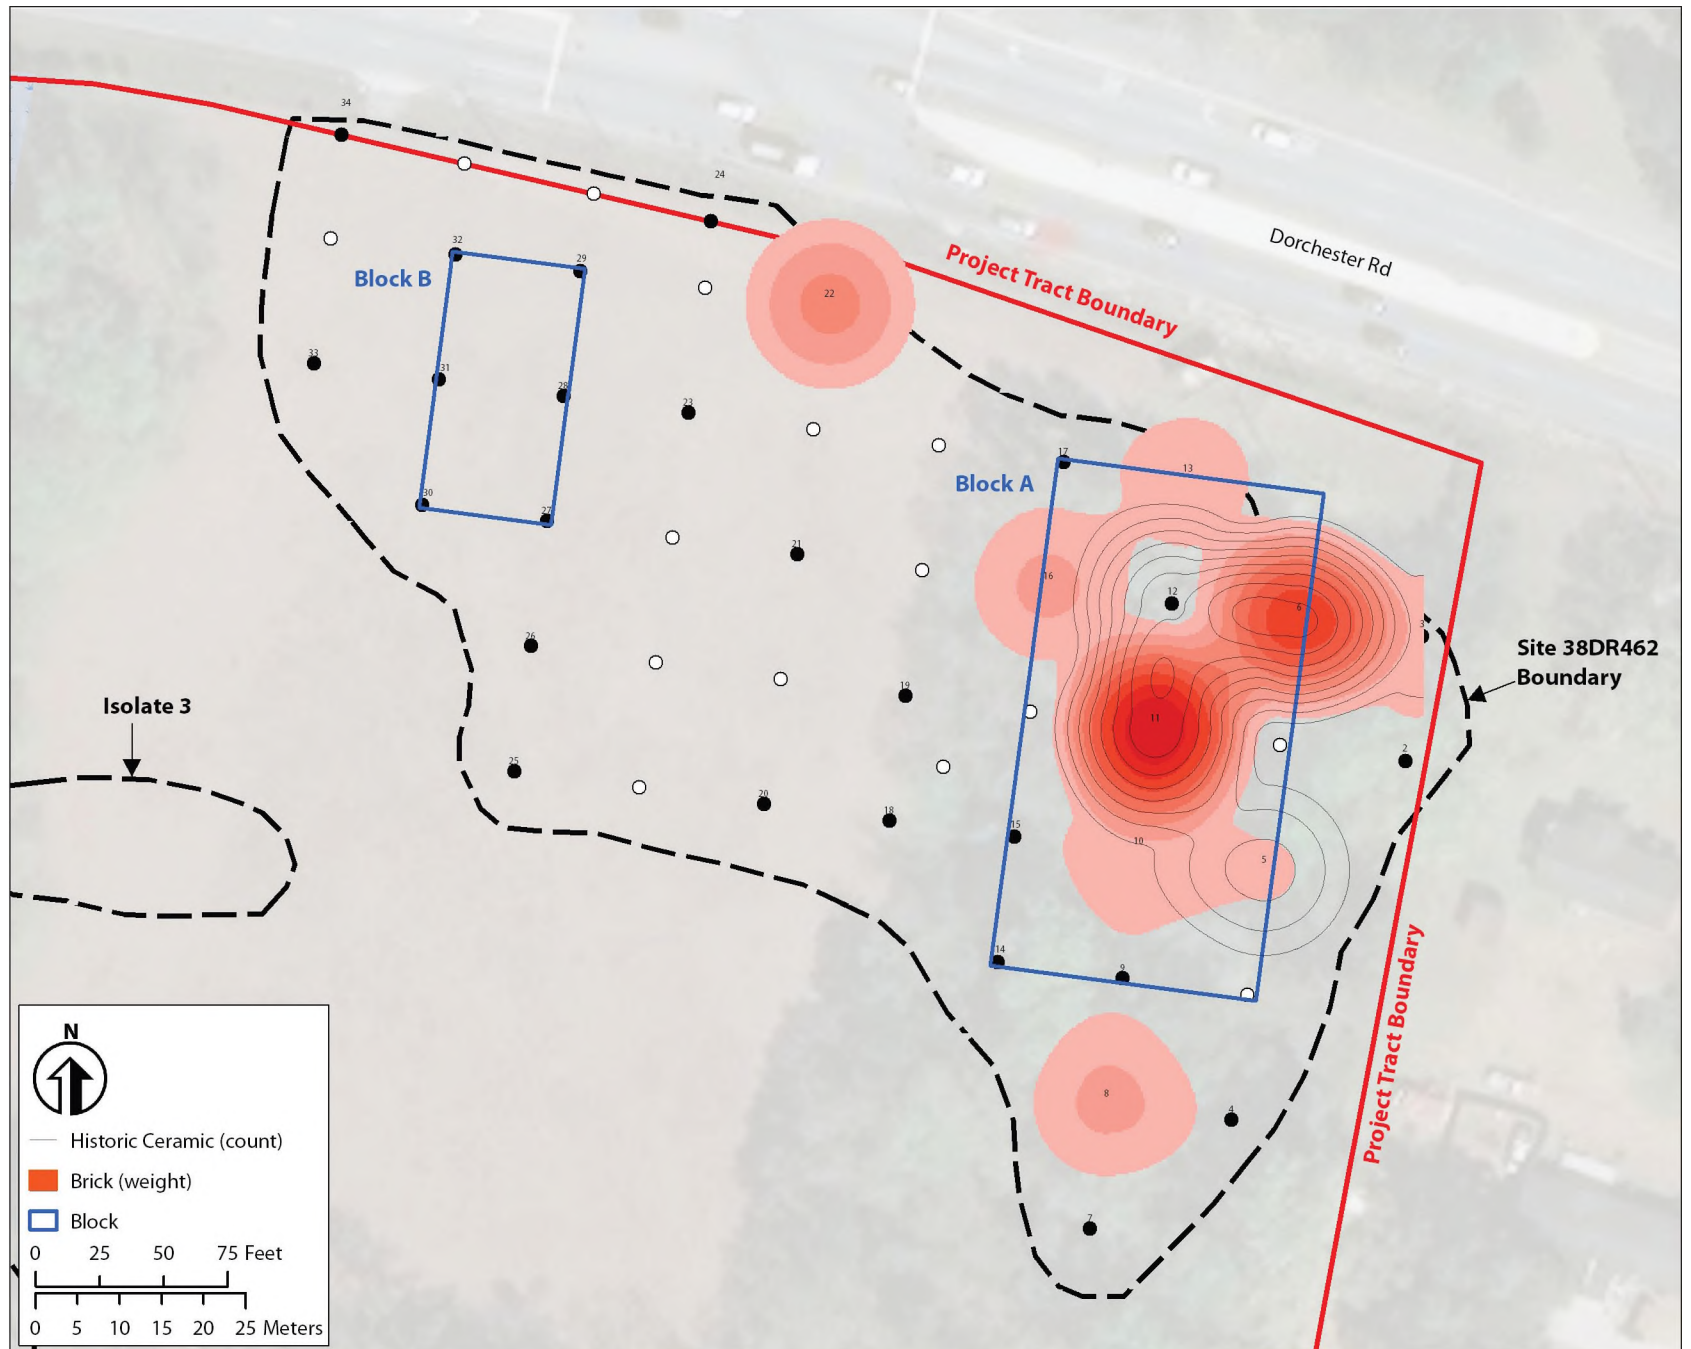 34
24
Dorchester Rd
32
29
Block B
Project Tract Boundary
22
33
31
28
23
17
13
Block A
30
27
21
16
12
6
3
26
Site 38DR462
Boundary
19
Isolate 3
11
2
25
20
18
15
10
5
14
9
Project Tract Boundary
8
4
7
N
Historic Ceramic (count)
Brick (weight)
Block
0 25 50 75 Feet
0 5 10 15 20 25 Meters